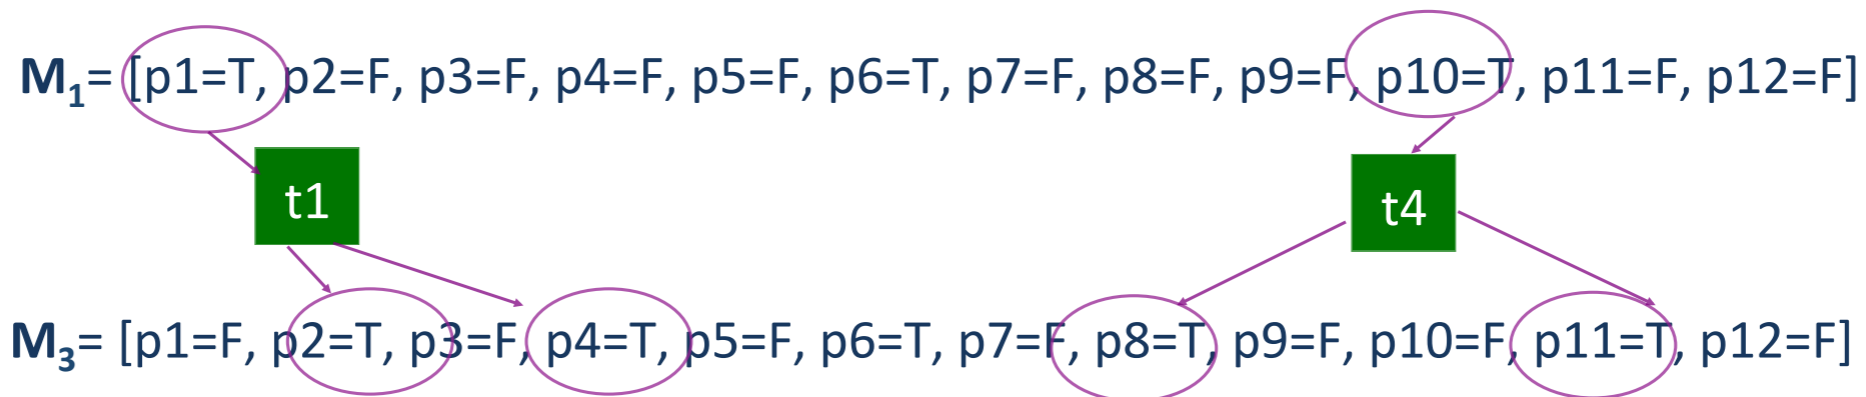 M₁= [p1=T, p2=F, p3=F, p4=F, p5=F, p6=T, p7=F, p8=F, p9=F, p10=T, p11=F, p12=F]
t1
t4
M₃= [p1=F, p2=T, p3=F, p4=T, p5=F, p6=T, p7=F, p8=T, p9=F, p10=F, p11=T, p12=F]